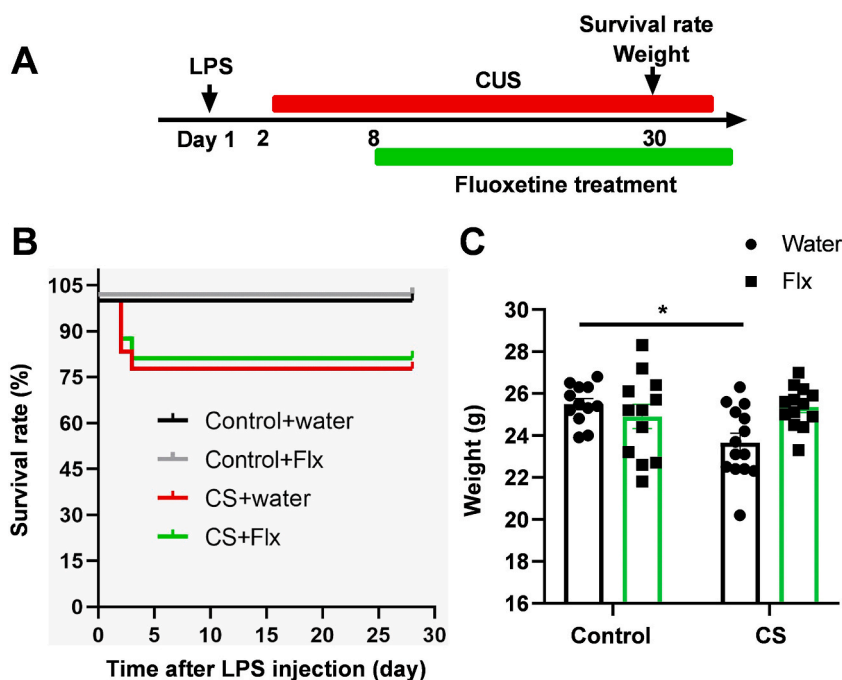 A
LPS
CUS
Survival rate
Weight
Day 1
2
8
30
Fluoxetine treatment
B
Survival rate (%)
105
90
75
60
45
30
15
0
Control+water
Control+Flx
CS+water
CS+Flx
0
5
10
15
20
25
30
Time after LPS injection (day)
C
Water
Flx
*
Weight (g)
30
28
26
24
22
20
18
16
Control
CS